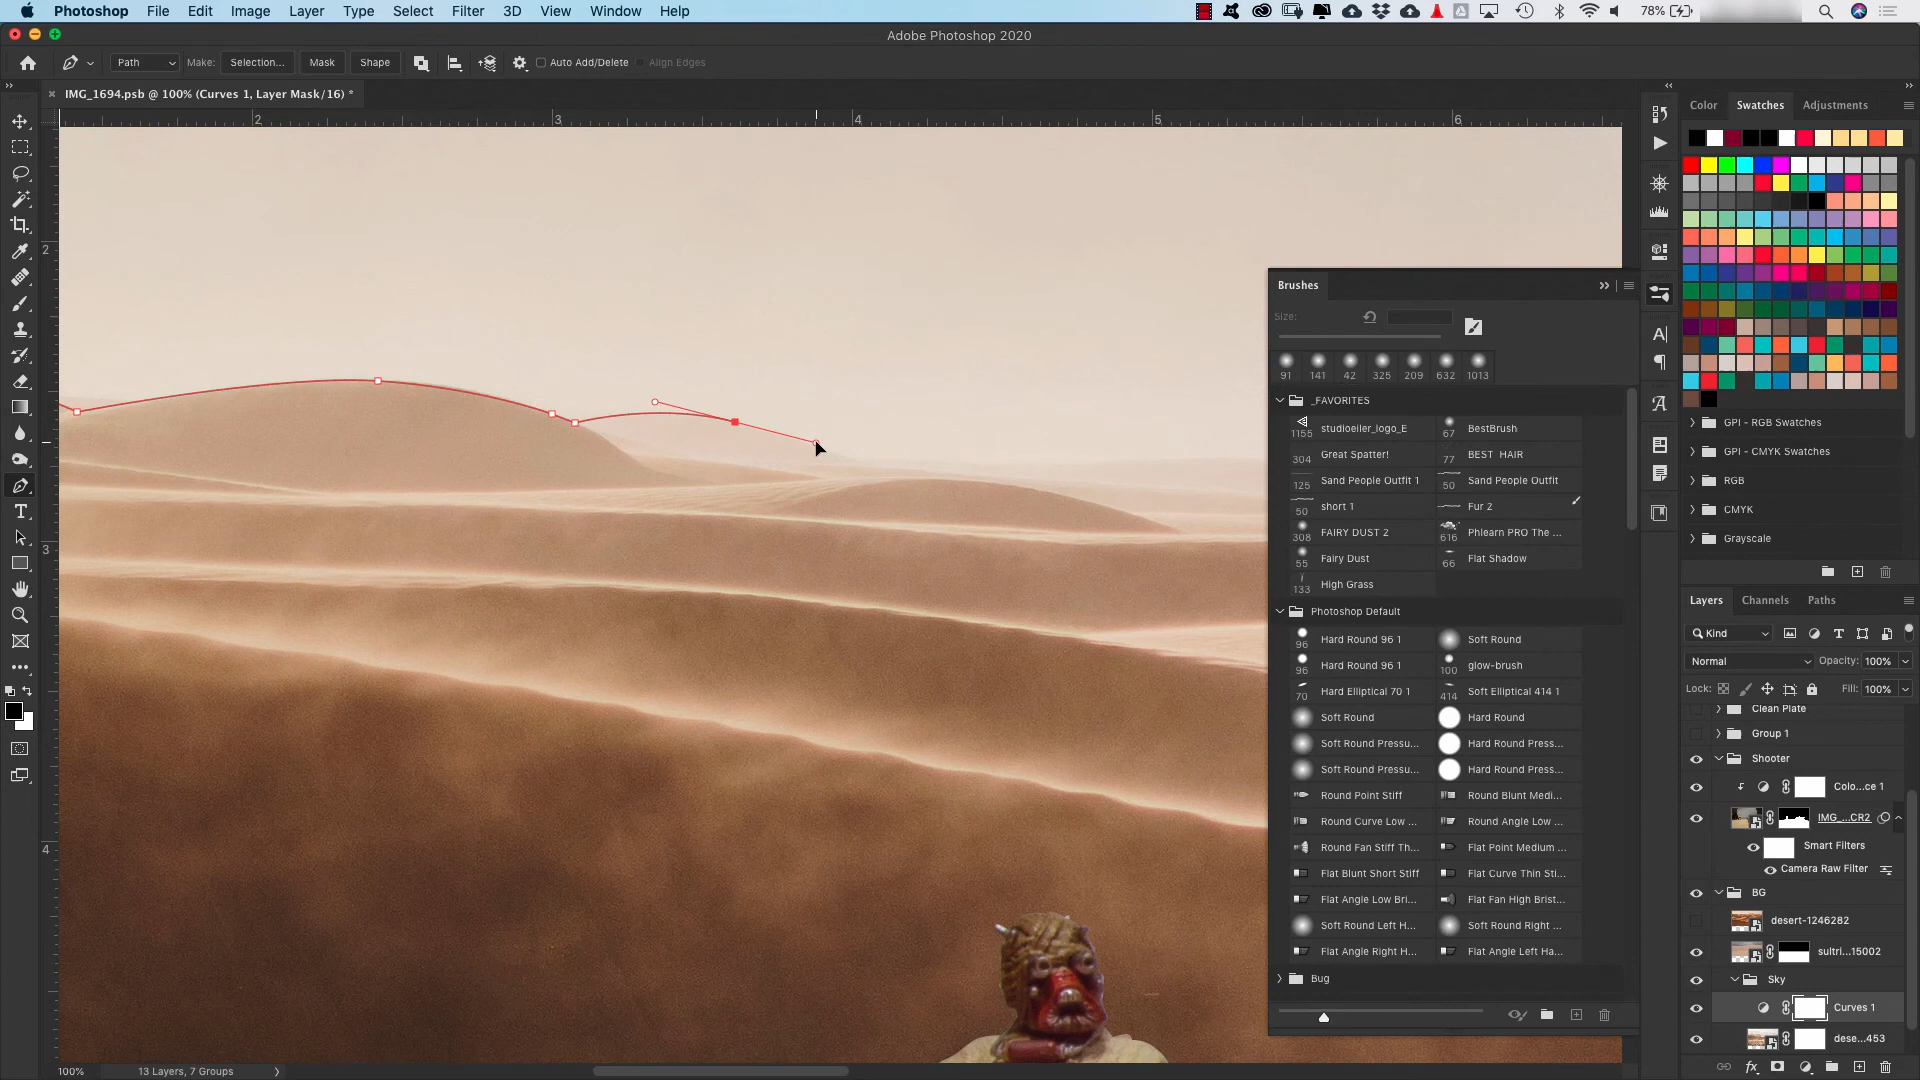 Photoshop File Edit Image Layer Type Select Filter 3D View Window Help 78%
Adobe Photoshop 2020
Path Make: Selection... Mask Shape Auto Add/Delete Align Edges
IMG_1694.psb @ 100% (Curves 1, Layer Mask/16) *
Color Swatches Adjustments
2 3 4 5 6
2
3
4
Brushes
Size:
91 141 42 325 209 632 1013
_FAVORITES
1155 studioeller_logo_E 67 BestBrush
304 Great Spatter! 77 BEST HAIR
125 Sand People Outfit 1 50 Sand People Outfit
50 short 1 Fur 2
308 FAIRY DUST 2 616 Phlearn PRO The ...
55 Fairy Dust 66 Flat Shadow
133 High Grass
Photoshop Default
96 Hard Round 96 1 Soft Round
96 Hard Round 96 1 100 glow-brush
70 Hard Elliptical 70 1 414 Soft Elliptical 414 1
Soft Round Hard Round
Soft Round Pressu... Hard Round Press...
Soft Round Pressu... Hard Round Press...
Round Point Stiff Round Blunt Medi...
Round Curve Low ... Round Angle Low ...
Round Fan Stiff Th... Flat Point Medium ...
Flat Blunt Short Stiff Flat Curve Thin Sti...
Flat Angle Low Bri... Flat Fan High Brist...
Soft Round Left H... Soft Round Right ...
Flat Angle Right H... Flat Angle Left Ha...
Bug
GPI - RGB Swatches
GPI - CMYK Swatches
RGB
CMYK
Grayscale
Layers Channels Paths
Kind
Normal Opacity: 100%
Lock: Fill: 100%
Clean Plate
Group 1
Shooter
Colo...ce 1
IMG_...CR2
Smart Filters
Camera Raw Filter
BG
desert-1246282
sultri...15002
Sky
Curves 1
dese...453
100% 13 Layers, 7 Groups